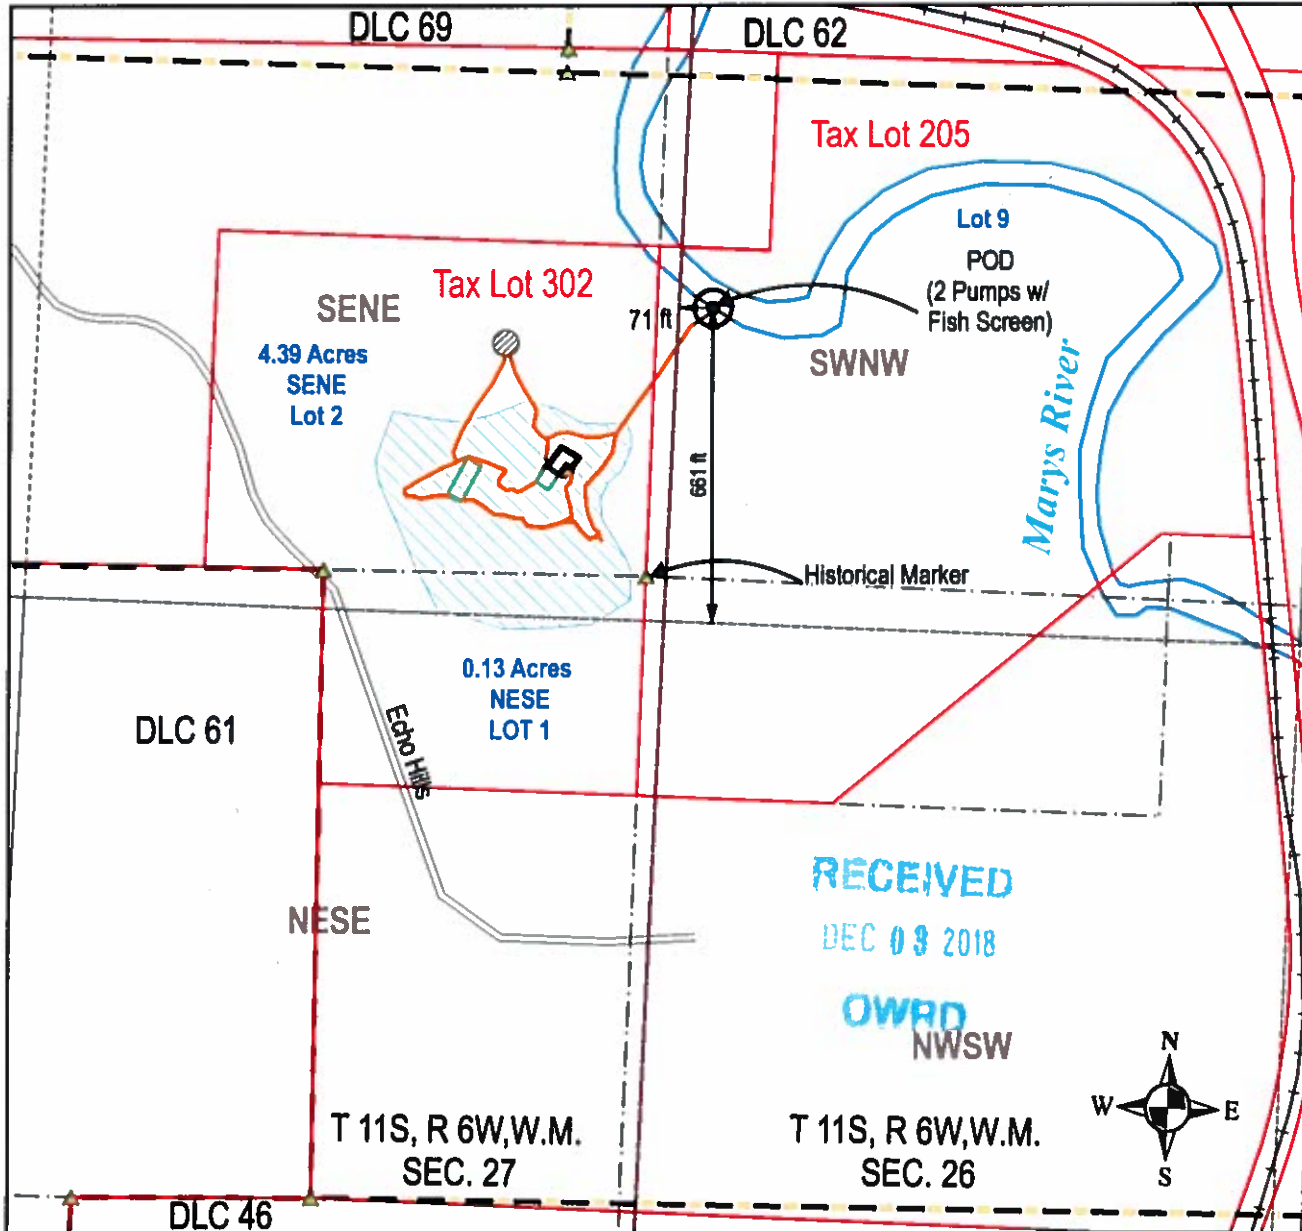 DLC 69
DLC 62
Tax Lot 205
Lot 9
POD
(2 Pumps w/
Fish Screen)
Tax Lot 302
SENE
71 ft
4.39 Acres
SENE
Lot 2
SWNW
Marys River
661 ft
Historical Marker
0.13 Acres
NESE
LOT 1
DLC 61
Echo Hills
RECEIVED
DEC 03 2018
OWRD
NESE
NWSW
N
W
E
S
T 11S, R 6W,W.M.
SEC. 27
T 11S, R 6W,W.M.
SEC. 26
DLC 46